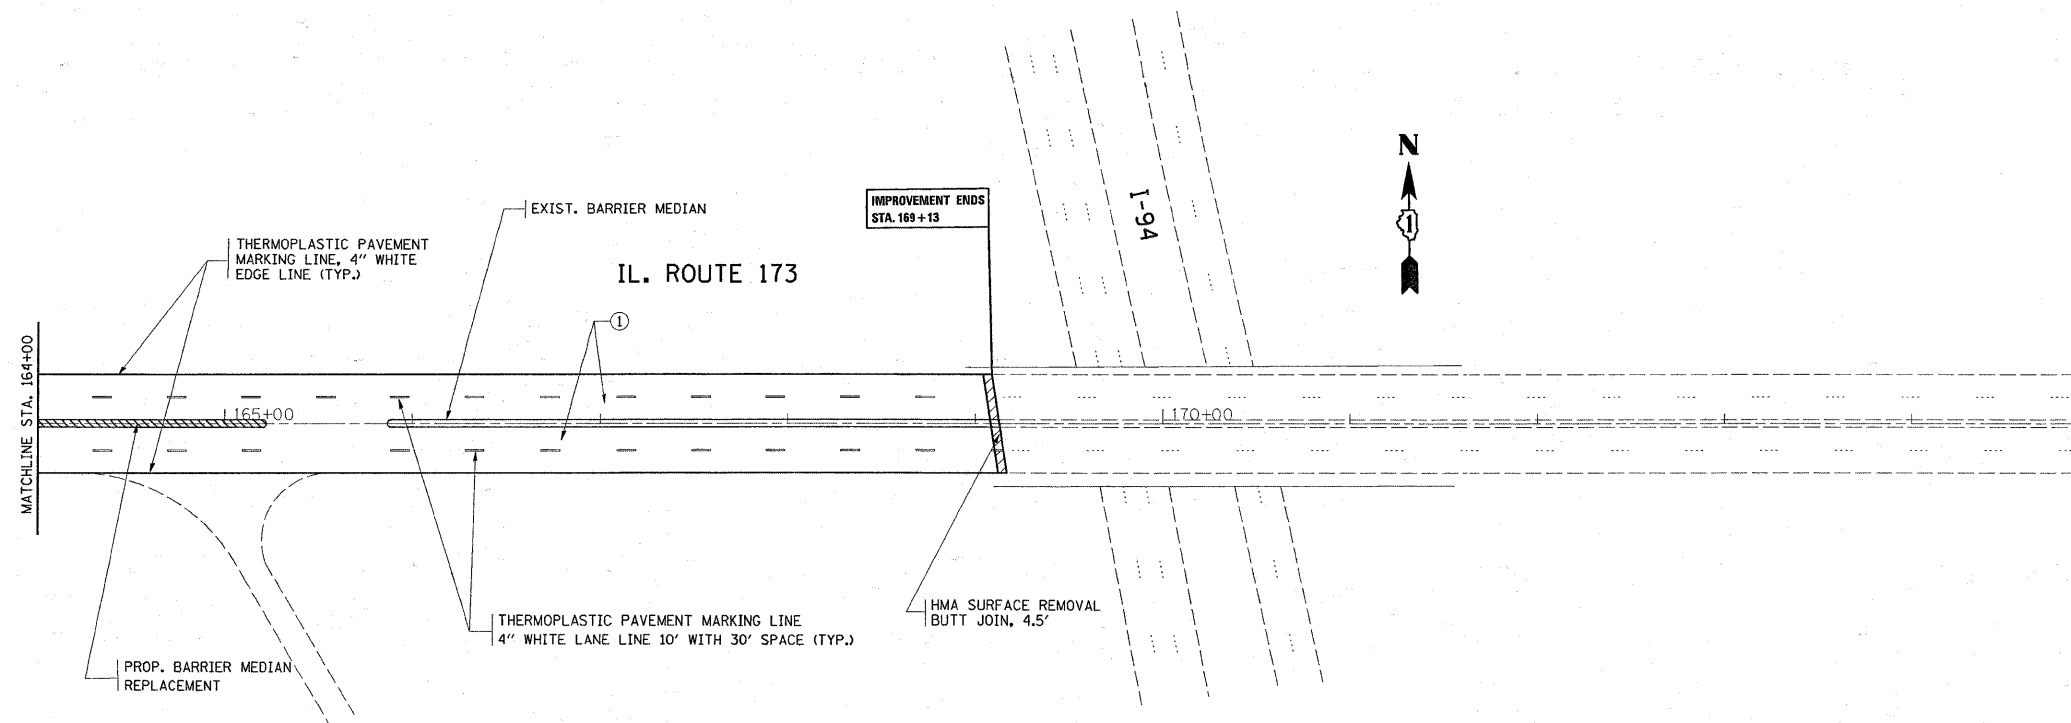 N
1
I-94
IMPROVEMENT ENDS
STA. 169+13
EXIST. BARRIER MEDIAN
THERMOPLASTIC PAVEMENT
MARKING LINE, 4" WHITE
EDGE LINE (TYP.)
IL. ROUTE 173
1
MATCHLINE STA. 164+00
165+00
170+00
HMA SURFACE REMOVAL
BUTT JOIN, 4.5'
THERMOPLASTIC PAVEMENT MARKING LINE
4" WHITE LANE LINE 10' WITH 30' SPACE (TYP.)
PROP. BARRIER MEDIAN
REPLACEMENT